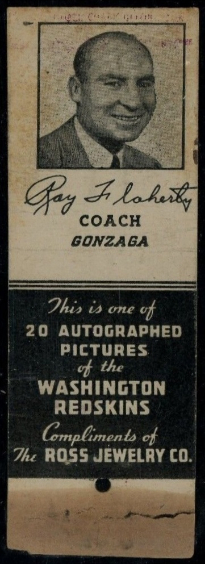 Ray Flaherty
COACH
GONZAGA
This is one of
20 AUTOGRAPHED
PICTURES
of the
WASHINGTON
REDSKINS
Compliments of
The ROSS JEWELRY CO.